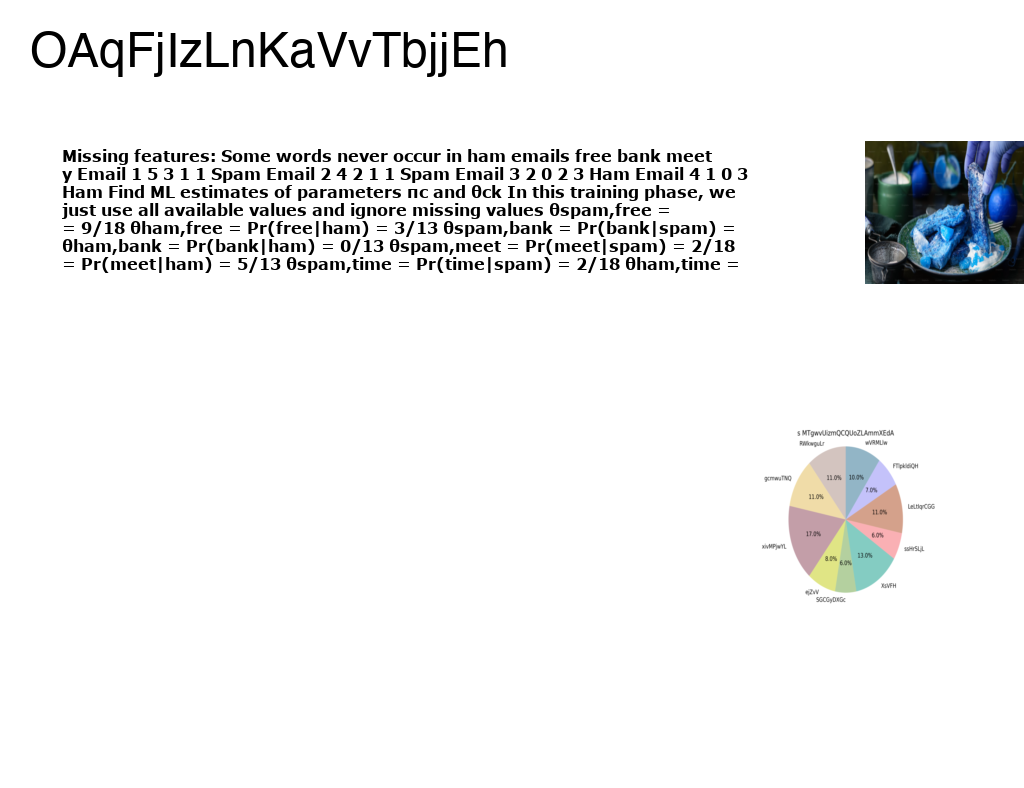 OAqFjIzLnKaVvTbjjEh
Missing features: Some words never occur in ham emails free bank meet
y Email 1 5 3 1 1 Spam Email 2 4 2 1 1 Spam Email 3 2 0 2 3 Ham Email 4 1 0 3
Ham Find ML estimates of parameters πc and θck In this training phase, we
just use all available values and ignore missing values θspam,free =
= 9/18 θham,free = Pr(free|ham) = 3/13 θspam,bank = Pr(bank|spam) =
θham,bank = Pr(bank|ham) = 0/13 θspam,meet = Pr(meet|spam) = 2/18
= Pr(meet|ham) = 5/13 θspam,time = Pr(time|spam) = 2/18 θham,time =
s MTgwvUizmQCQUoZLAmmXEdA
RWkwguLr
wVRMLlw
FTlpkldiQH
gcmwuTNQ
LeLtlqrCGG
xivMPjwYL
ssHrSLjL
XsVFH
ejZvV
SGCGyDXGc
11.0%
10.0%
7.0%
11.0%
11.0%
17.0%
6.0%
13.0%
8.0%
6.0%